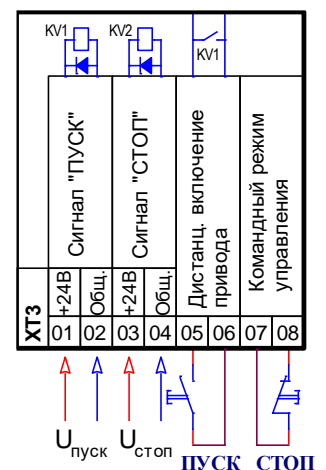 KV1 KV2
KV1
Сигнал "ПУСК"
Сигнал "СТОП"
Дистанц. включение
привода
Командный режим
управления
ХТ3
+24В Общ. +24В Общ.
01 02 03 04 05 06 07 08
Uпуск Uстоп
ПУСК СТОП